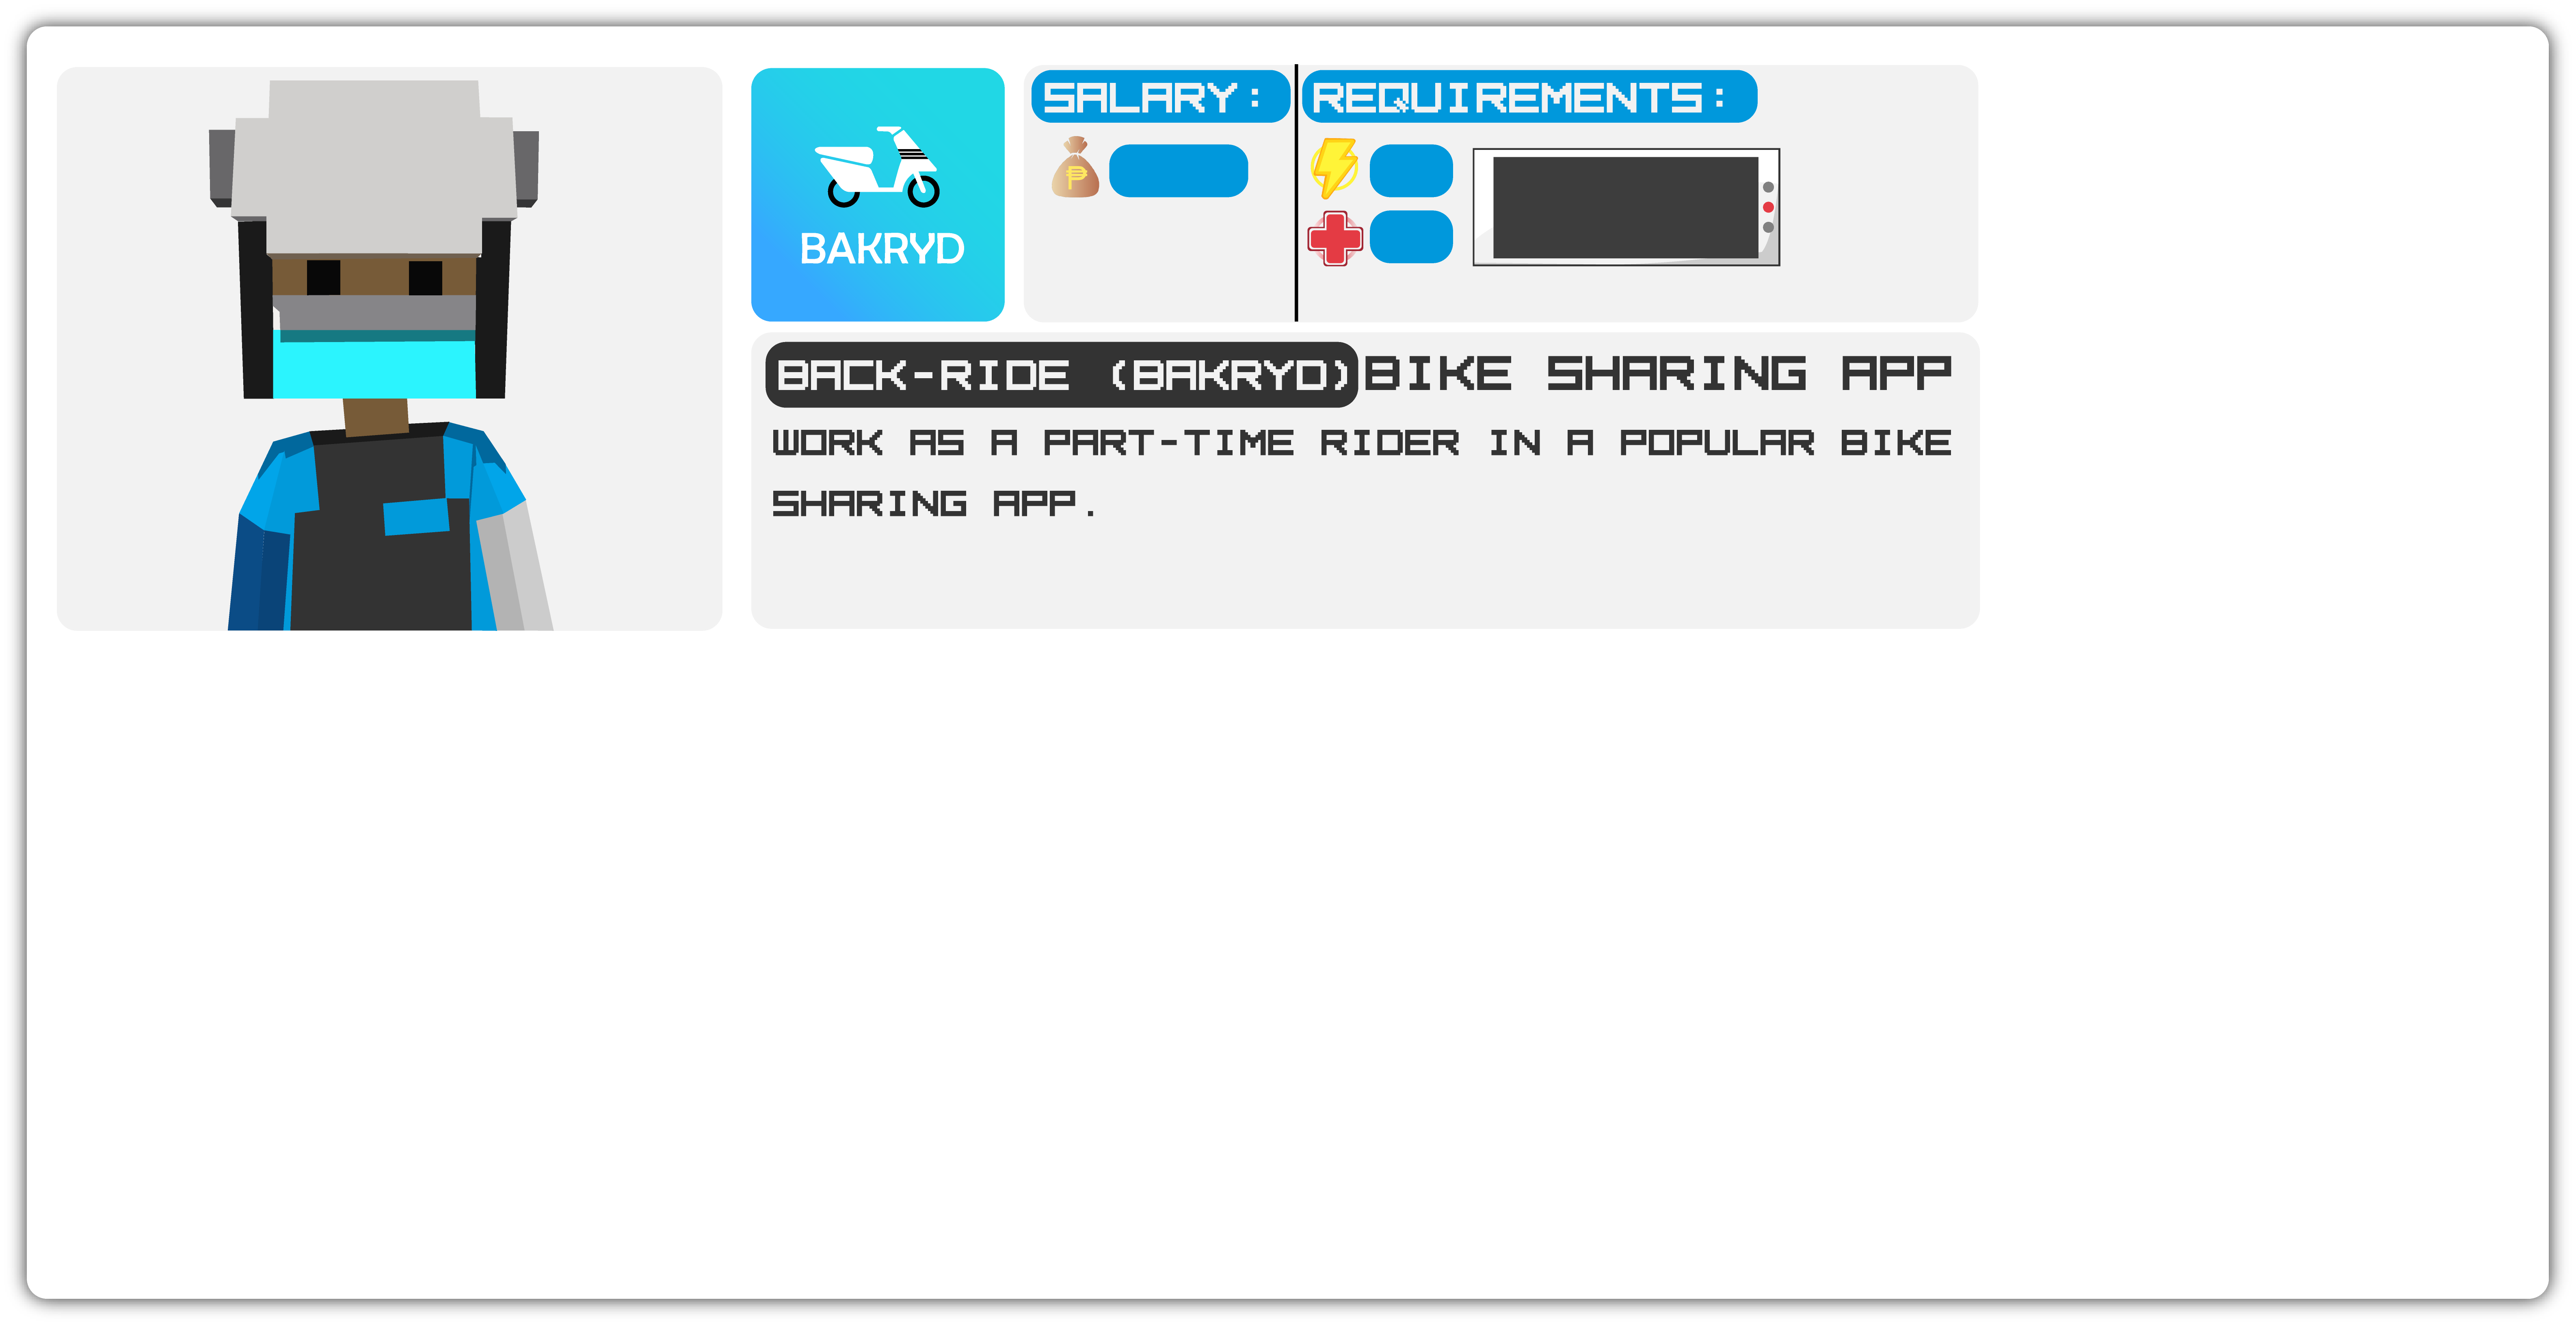 SALARY: REQUIREMENTS:
₱
BAKRYD
BACK-RIDE (BAKRYD) BIKE SHARING APP
WORK AS A PART-TIME RIDER IN A POPULAR BIKE
SHARING APP.